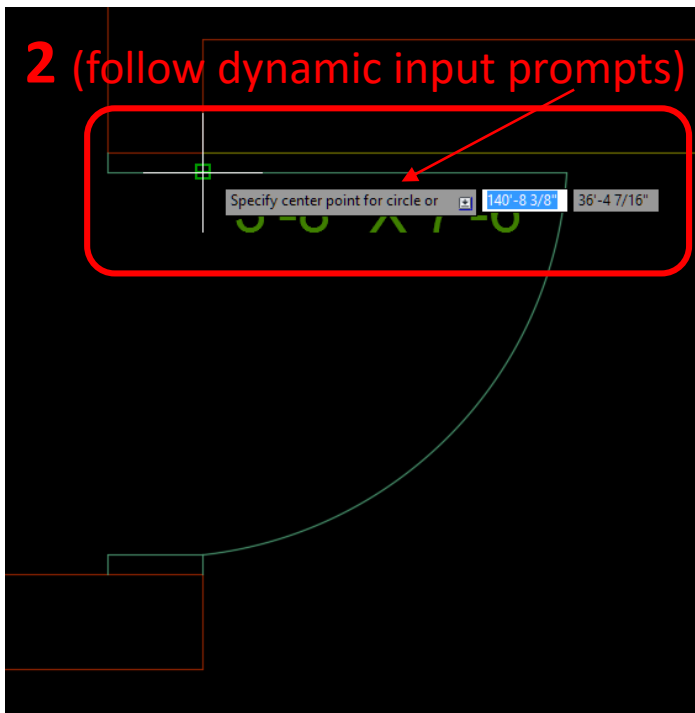 2 (follow dynamic input prompts)
Specify center point for circle or 140'-8 3/8" 36'-4 7/16"